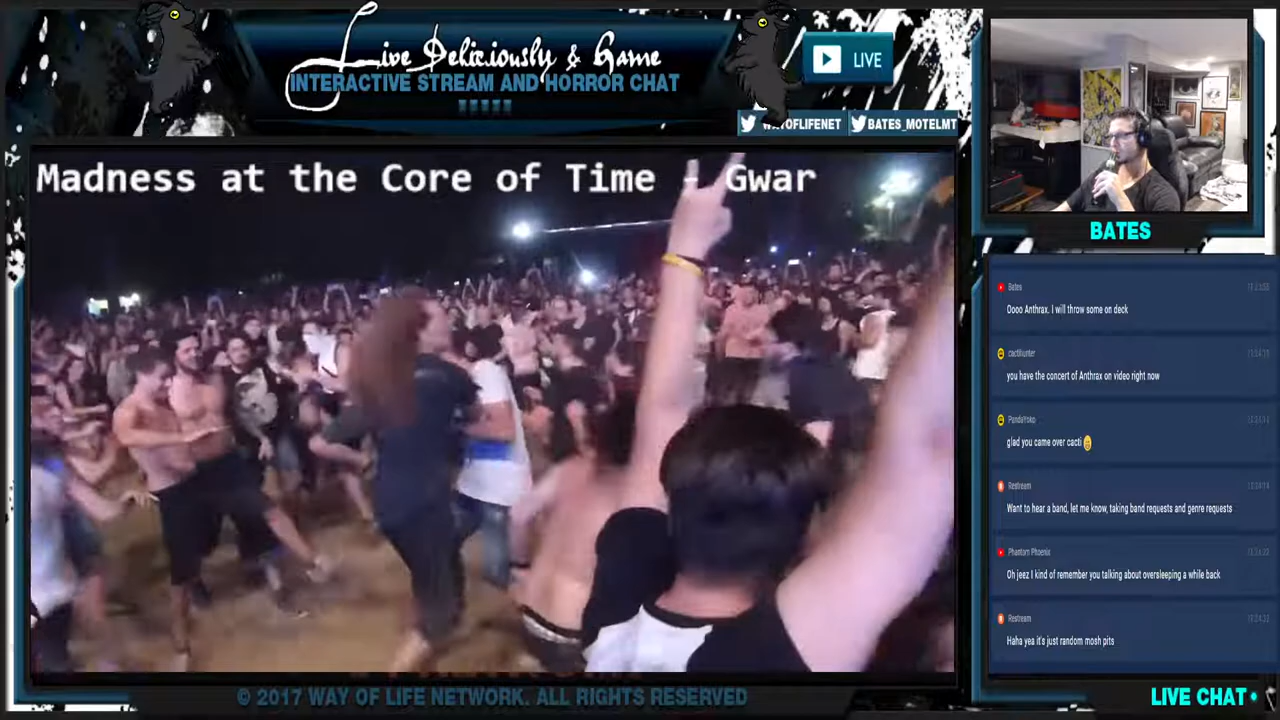 Live Deliciously & Game
INTERACTIVE STREAM AND HORROR CHAT
LIVE
WAYOFLIFENET
BATES_MOTELMT
Madness at the Core of Time - Gwar
BATES
Bates
Oooo Anthrax. I will throw some on deck
cactihunter
you have the concert of Anthrax on video right now
PandaYoko
glad you came over cacti
Restream
Want to hear a band, let me know, taking band requests and genre requests
Phantom Phoenix
Oh jeez I kind of remember you talking about oversleeping a while back
Restream
Haha yea it's just random mosh pits
© 2017 WAY OF LIFE NETWORK. ALL RIGHTS RESERVED
LIVE CHAT